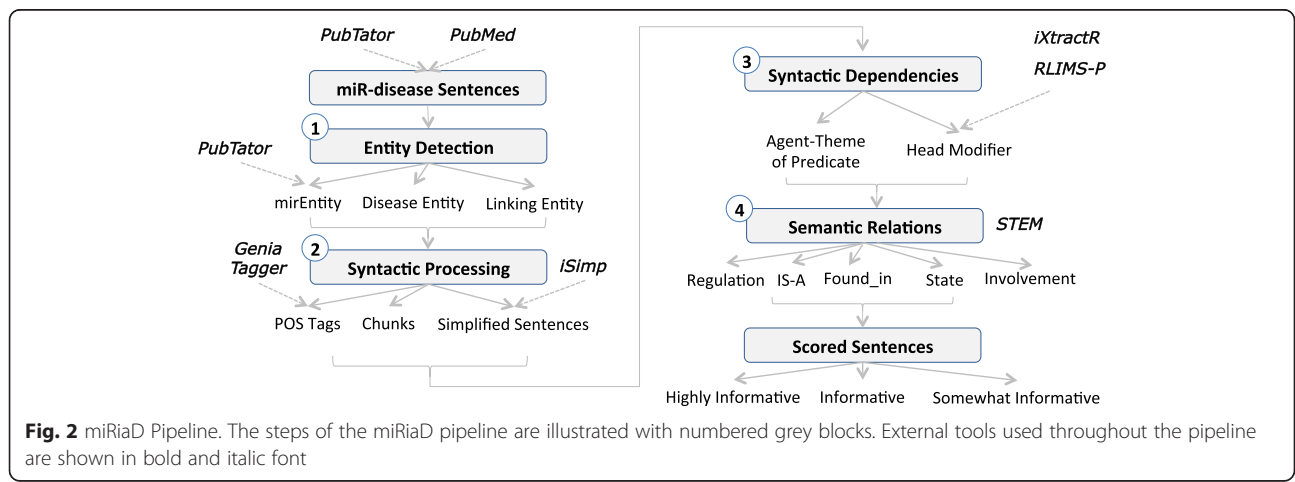 PubTator PubMed
miR-disease Sentences
1
Entity Detection
PubTator
mirEntity Disease Entity Linking Entity
Genia
Tagger
2
Syntactic Processing
iSimp
POS Tags Chunks Simplified Sentences
iXtractR
RLIMS-P
3
Syntactic Dependencies
Agent-Theme
of Predicate
Head Modifier
4
Semantic Relations
STEM
Regulation IS-A Found_in State Involvement
Scored Sentences
Highly Informative Informative Somewhat Informative
Fig. 2 miRiaD Pipeline. The steps of the miRiaD pipeline are illustrated with numbered grey blocks. External tools used throughout the pipeline
are shown in bold and italic font